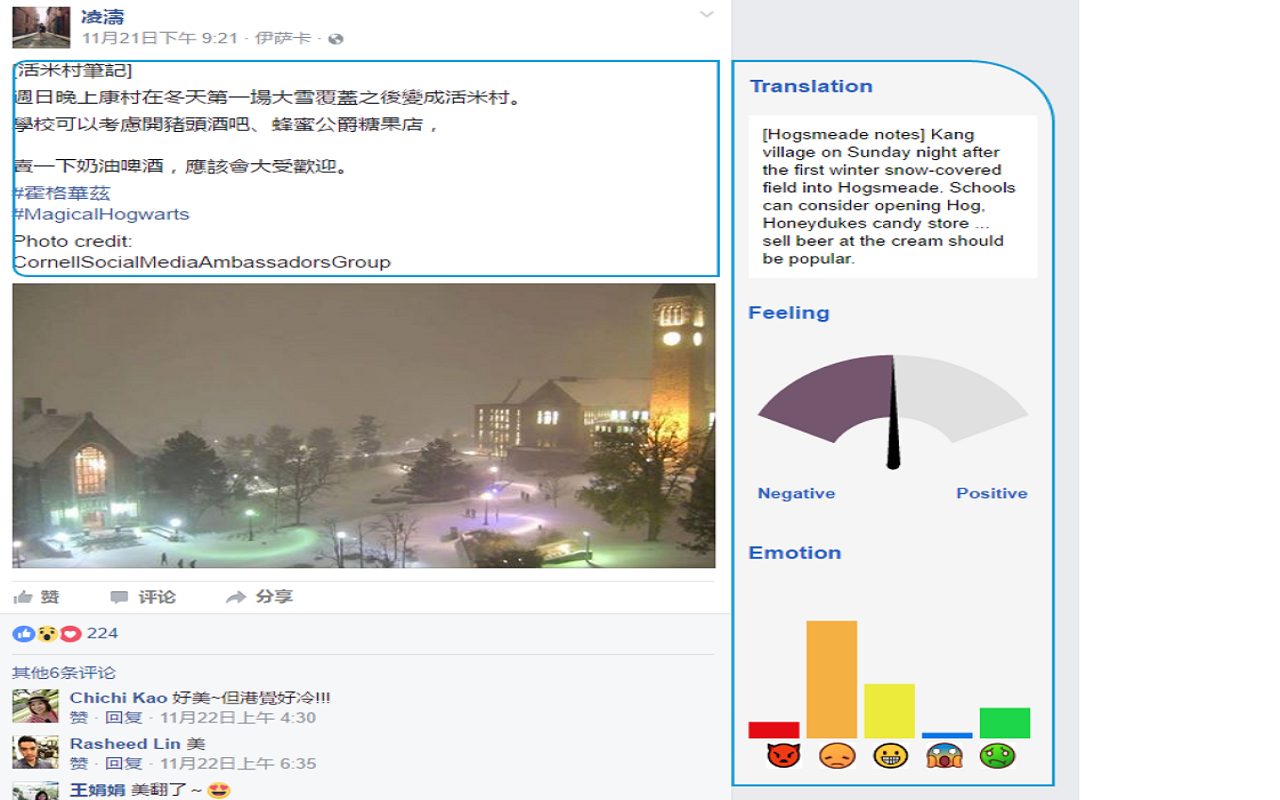 凌濤
11月21日下午 9:21 · 伊萨卡 ·
[活米村筆記]
週日晚上康村在冬天第一場大雪覆蓋之後變成活米村。
學校可以考慮開豬頭酒吧、蜂蜜公爵糖果店，
賣一下奶油啤酒，應該會大受歡迎。
#霍格華茲
#MagicalHogwarts
Photo credit:
CornellSocialMediaAmbassadorsGroup
赞 评论 分享
224
其他6条评论
Chichi Kao 好美~但港覺好冷!!!
赞 · 回复 · 11月22日上午 4:30
Rasheed Lin 美
赞 · 回复 · 11月22日上午 6:35
王娟娟 美翻了~
Translation
[Hogsmeade notes] Kang
village on Sunday night after
the first winter snow-covered
field into Hogsmeade. Schools
can consider opening Hog,
Honeydukes candy store ...
sell beer at the cream should
be popular.
Feeling
Negative Positive
Emotion